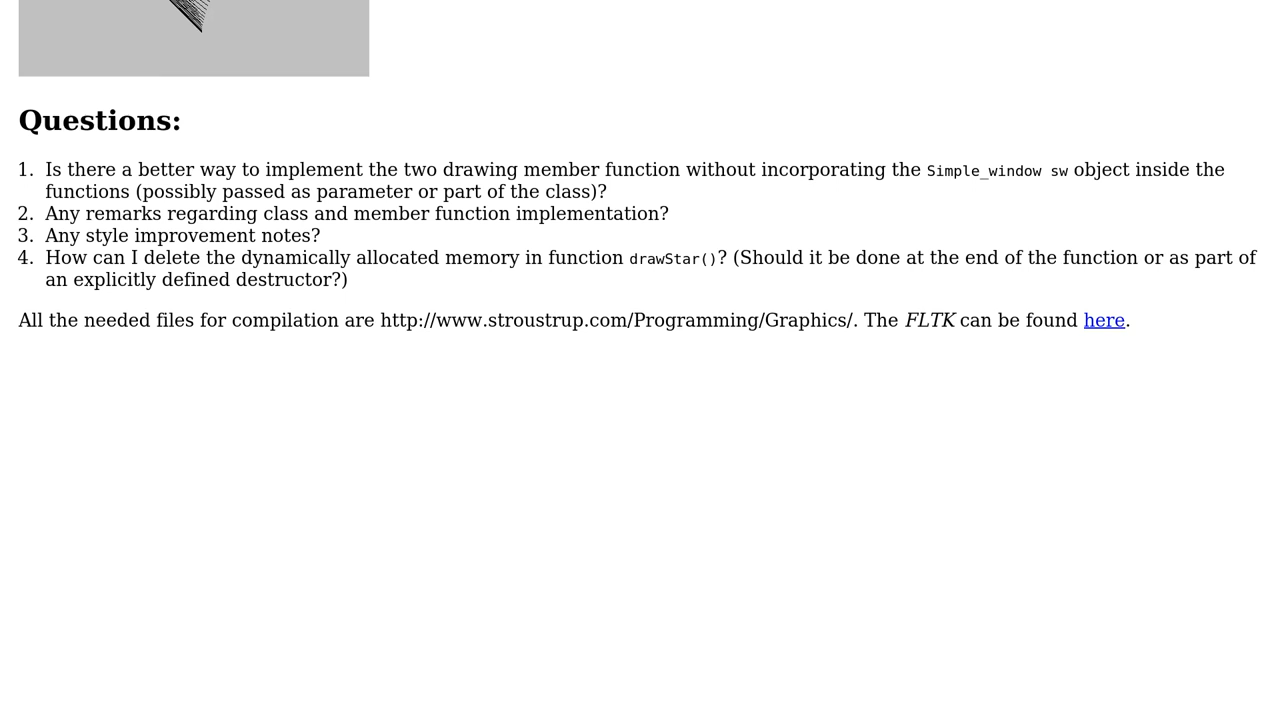 Questions:
1. Is there a better way to implement the two drawing member function without incorporating the Simple_window sw object inside the
functions (possibly passed as parameter or part of the class)?
2. Any remarks regarding class and member function implementation?
3. Any style improvement notes?
4. How can I delete the dynamically allocated memory in function drawStar()? (Should it be done at the end of the function or as part of
an explicitly defined destructor?)
All the needed files for compilation are http://www.stroustrup.com/Programming/Graphics/. The FLTK can be found here.